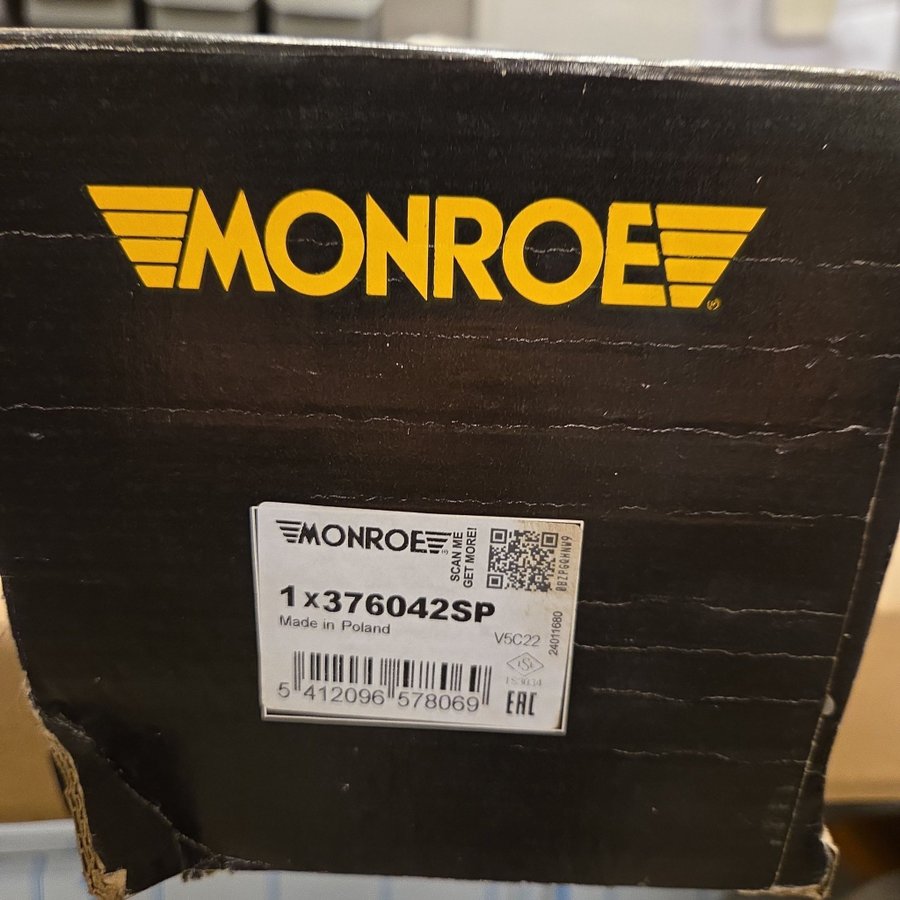 MONROE®
MONROE®
SCAN ME
GET MORE!
1x376042SP
Made in Poland
V5C22
24011680
5 412096 578069
EAC